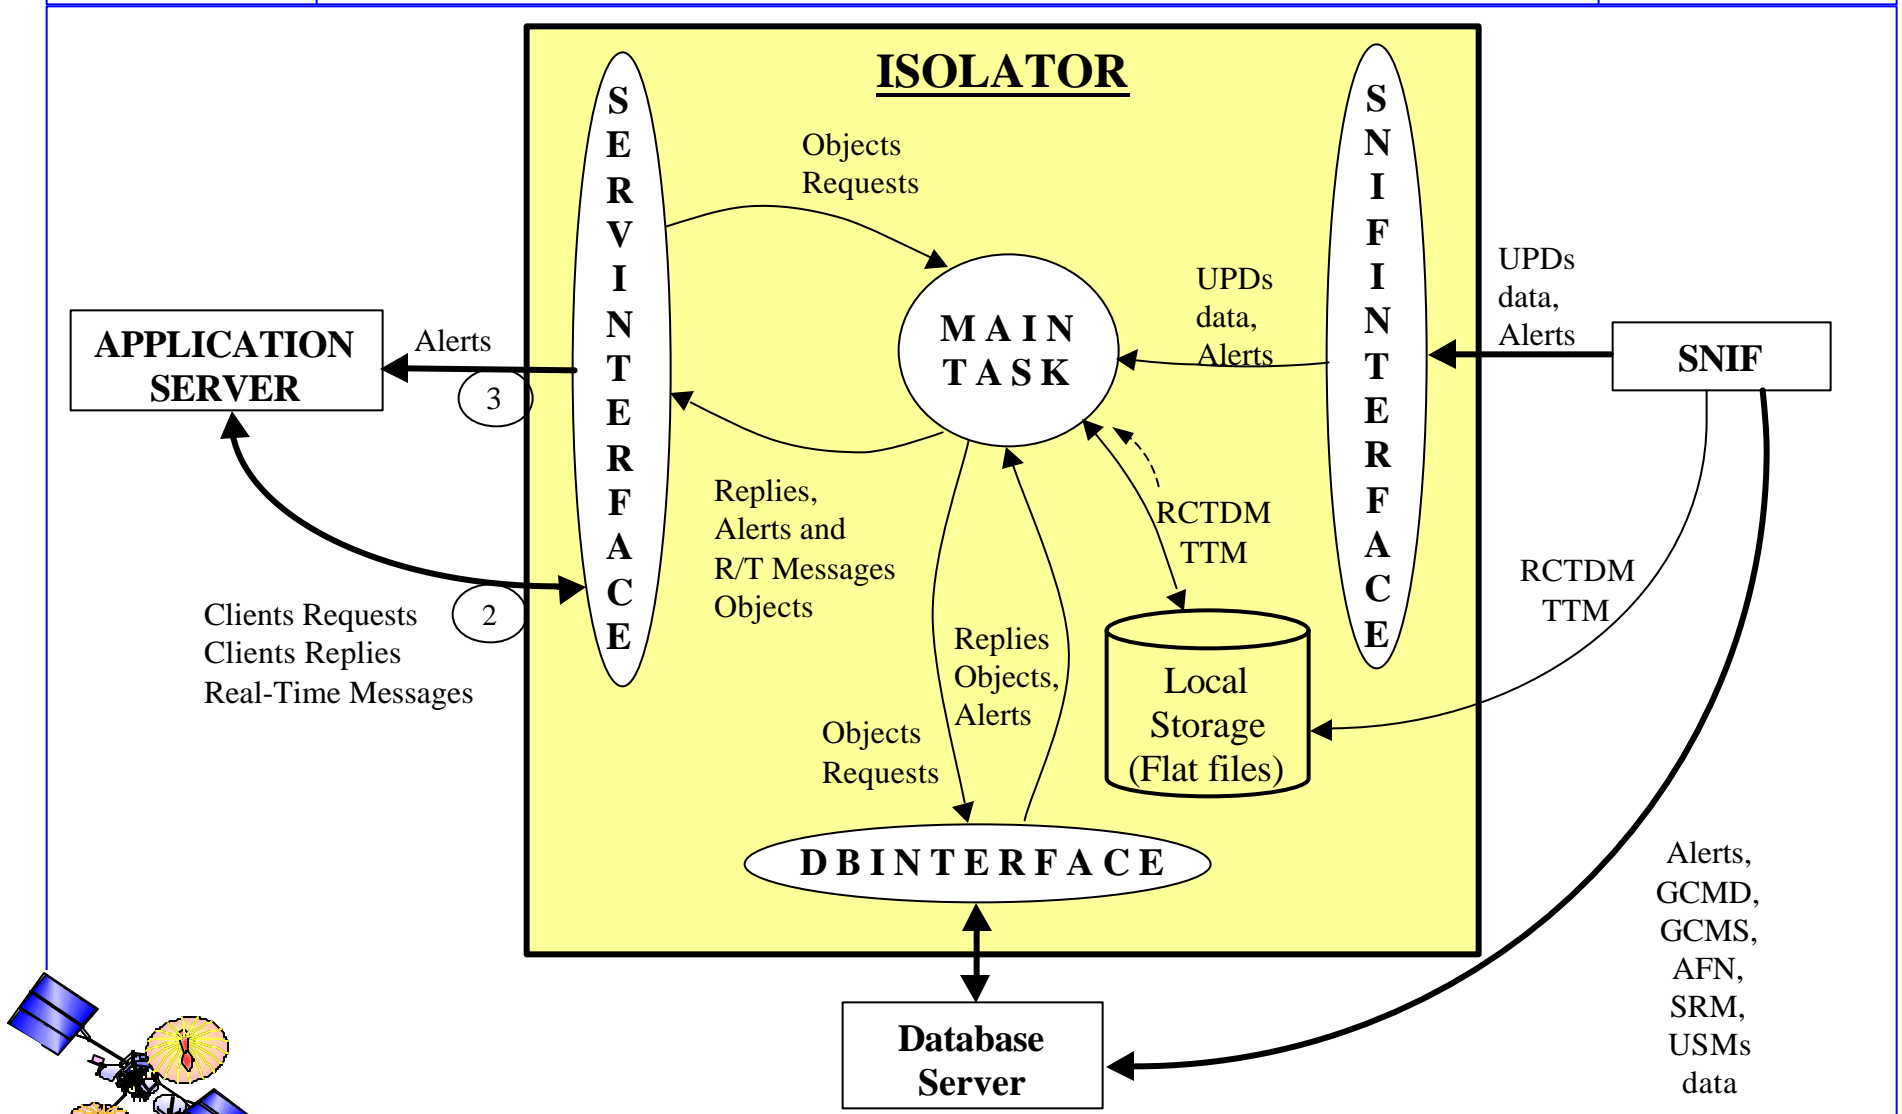 ISOLATOR
SERVINTERFACE
SNIFINTERFACE
Objects
Requests
MAIN
TASK
UPDs
data,
Alerts
UPDs
data,
Alerts
APPLICATION
SERVER
Alerts
3
SNIF
Replies,
Alerts and
R/T Messages
Objects
RCTDM
TTM
RCTDM
TTM
Clients Requests
Clients Replies
Real-Time Messages
2
Replies
Objects,
Alerts
Objects
Requests
Local
Storage
(Flat files)
DBINTERFACE
Alerts,
GCMD,
GCMS,
AFN,
SRM,
USMs
data
Database
Server